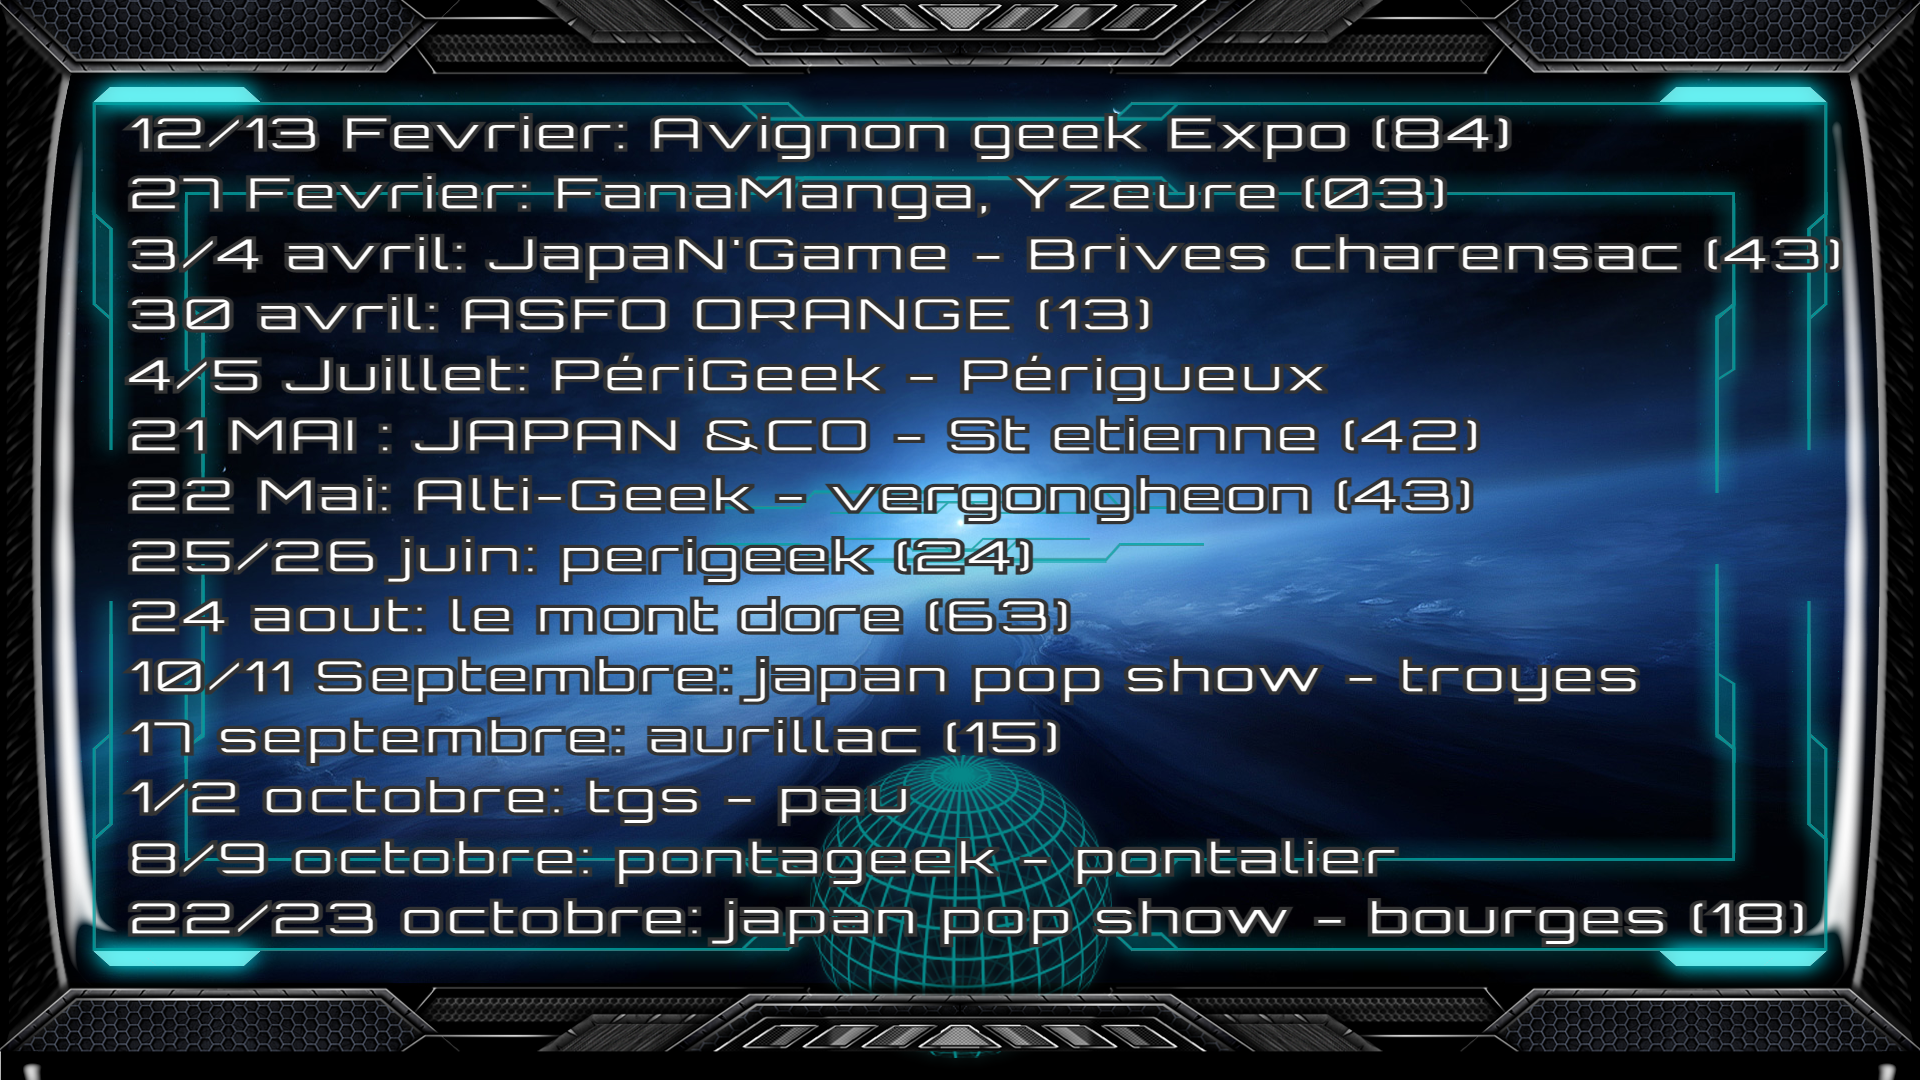 12/13 Fevrier: Avignon geek Expo (84)
27 Fevrier: FanaManga, Yzeure (03)
3/4 avril: JapaN'Game - Brives charensac (43)
30 avril: ASFO ORANGE (13)
4/5 Juillet: PériGeek - Périgueux
21 MAI : JAPAN &CO - St etienne (42)
22 Mai: Alti-Geek - vergongheon (43)
25/26 juin: perigeek (24)
24 aout: le mont dore (63)
10/11 Septembre: japan pop show - troyes
17 septembre: aurillac (15)
1/2 octobre: tgs - pau
8/9 octobre: pontageek - pontalier
22/23 octobre: japan pop show - bourges (18)